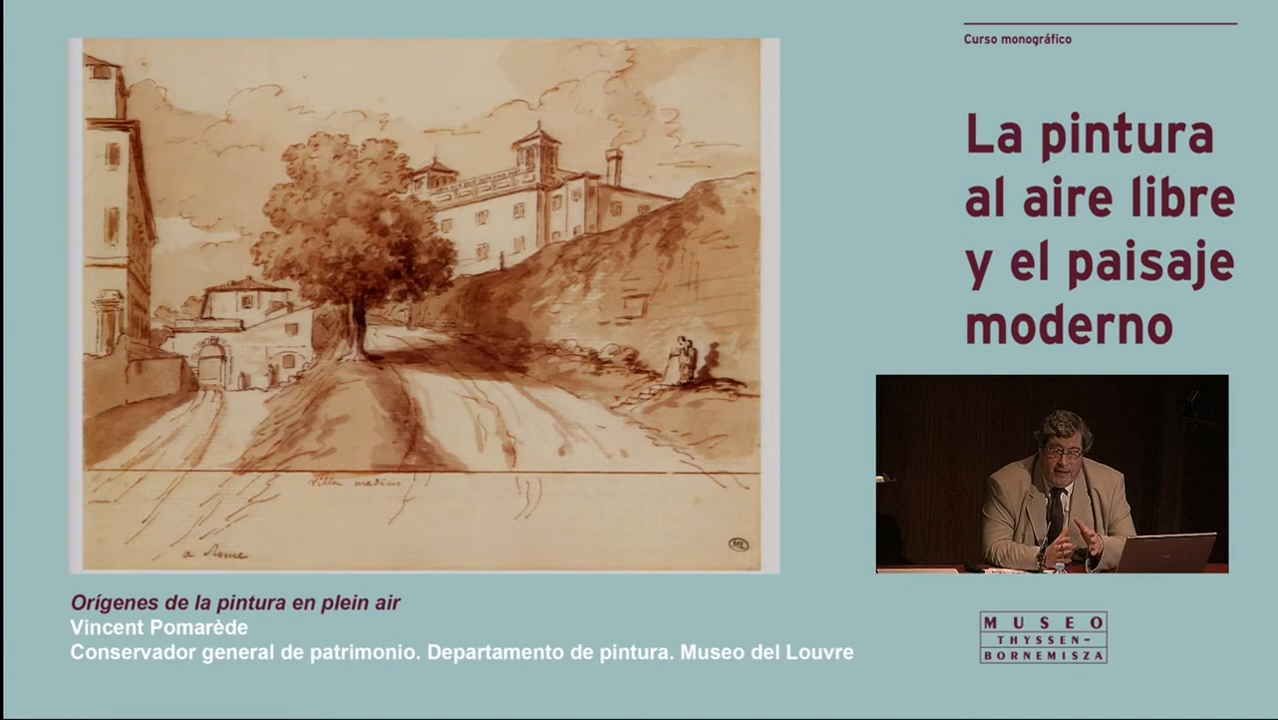 Curso monográfico
La pintura
al aire libre
y el paisaje
moderno
Villa medicis
a Rome
ML
Orígenes de la pintura en plein air
Vincent Pomarède
Conservador general de patrimonio. Departamento de pintura. Museo del Louvre
MUSEO
THYSSEN-
BORNEMISZA